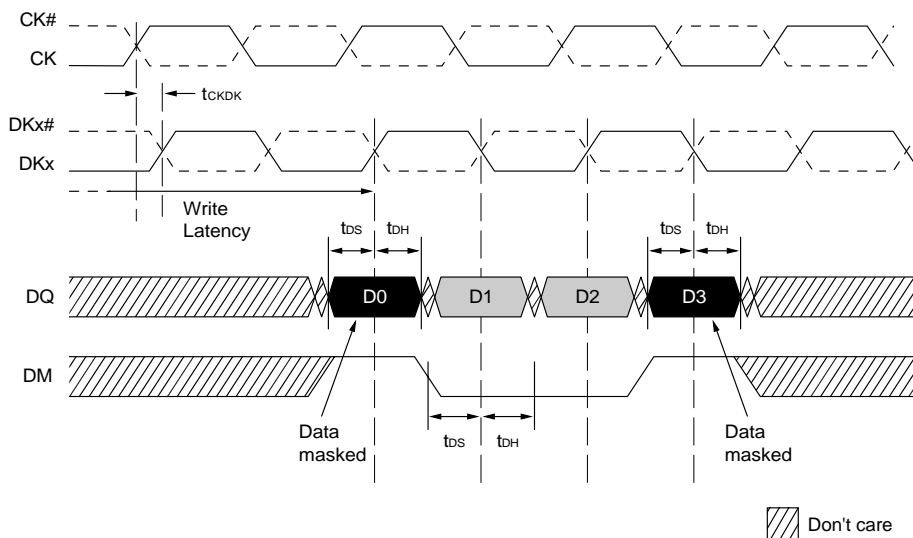 CK#
CK
tCKDK
DKx#
DKx
Write
Latency
tDS tDH tDS tDH
DQ D0 D1 D2 D3
DM
tDS tDH
Data
masked
Data
masked
Don't care